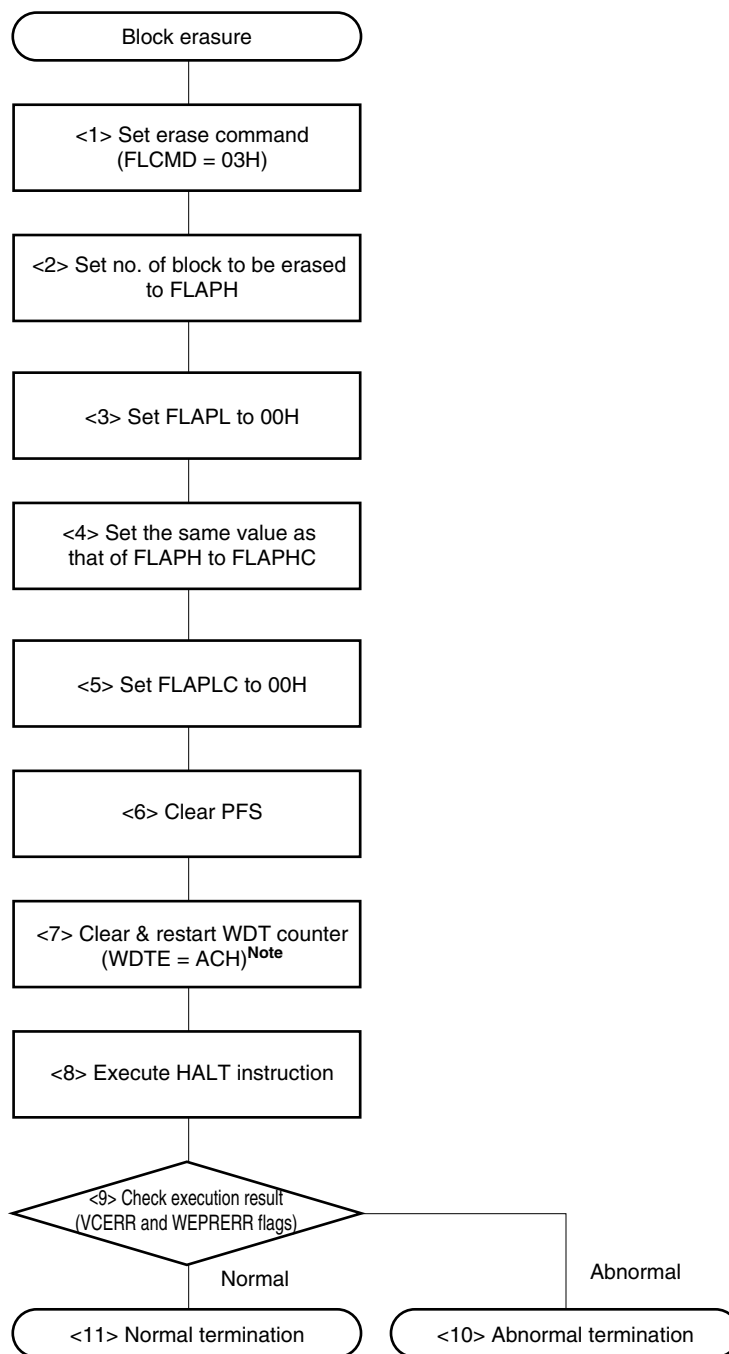 Block erasure
<1> Set erase command
(FLCMD = 03H)
<2> Set no. of block to be erased
to FLAPH
<3> Set FLAPL to 00H
<4> Set the same value as
that of FLAPH to FLAPHC
<5> Set FLAPLC to 00H
<6> Clear PFS
<7> Clear & restart WDT counter
(WDTE = ACH)Note
<8> Execute HALT instruction
<9> Check execution result
(VCERR and WEPRERR flags)
Normal
Abnormal
<11> Normal termination
<10> Abnormal termination